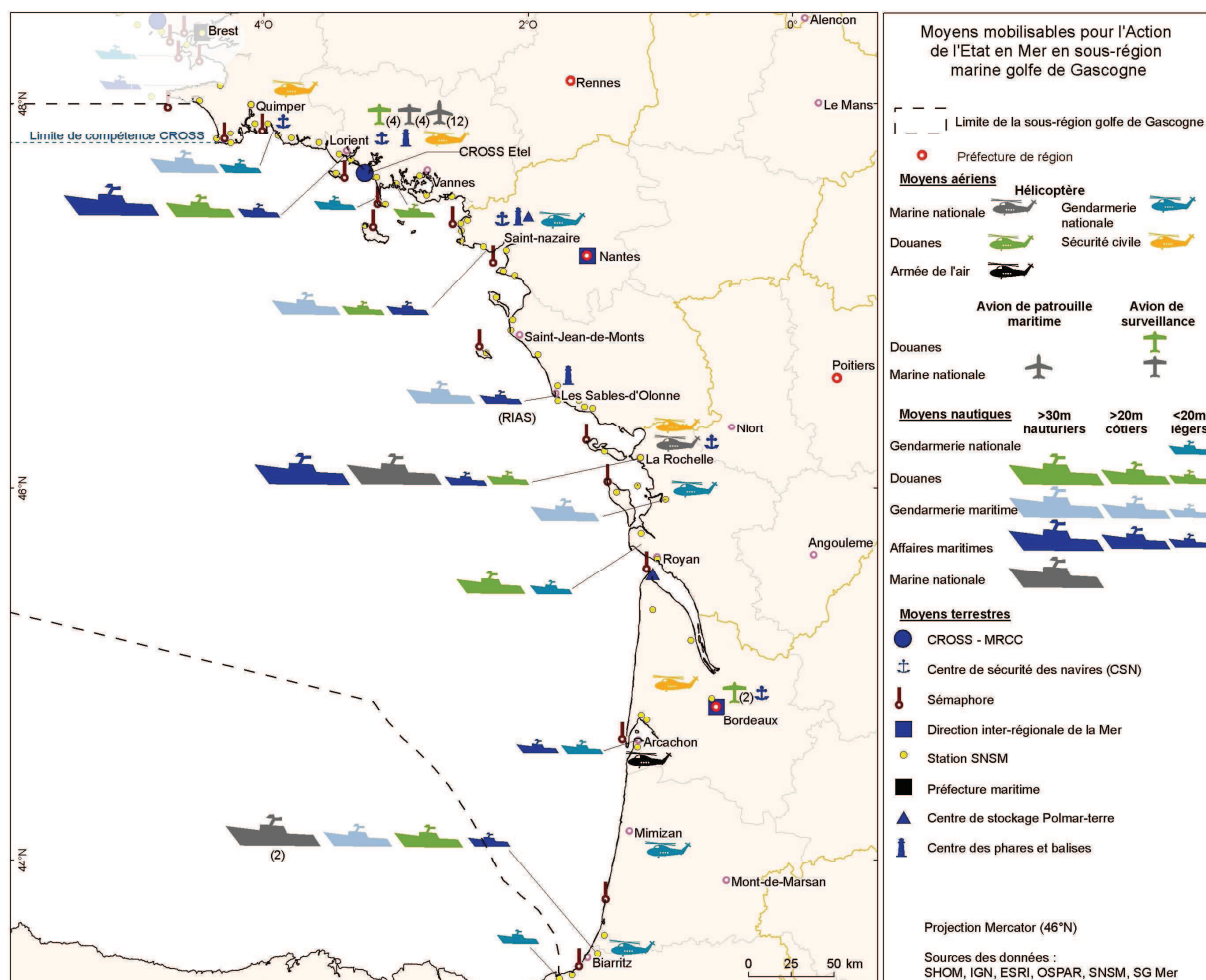 4°O
2°O
0°
48°N
46°N
44°N
Alencon
Brest
Rennes
Le Mans
Quimper
(4)
(4)
(12)
Limite de compétence CROSS
Lorient
CROSS Etel
Vannes
Saint-nazaire
Nantes
Saint-Jean-de-Monts
Poitiers
Les Sables-d'Olonne
(RIAS)
Niort
La Rochelle
Angouleme
Royan
(2)
Bordeaux
Arcachon
Mimizan
(2)
Mont-de-Marsan
Biarritz
0 25 50 km
Moyens mobilisables pour l'Action
de l'Etat en Mer en sous-région
marine golfe de Gascogne
Limite de la sous-région golfe de Gascogne
Préfecture de région
Moyens aériens
Hélicoptère
Marine nationale
Gendarmerie
nationale
Douanes
Sécurité civile
Armée de l'air
Avion de patrouille
maritime
Avion de
surveillance
Douanes
Marine nationale
Moyens nautiques
>30m
nauturiers
>20m
côtiers
<20m
légers
Gendarmerie nationale
Douanes
Gendarmerie maritime
Affaires maritimes
Marine nationale
Moyens terrestres
CROSS - MRCC
Centre de sécurité des navires (CSN)
Sémaphore
Direction inter-régionale de la Mer
Station SNSM
Préfecture maritime
Centre de stockage Polmar-terre
Centre des phares et balises
Projection Mercator (46°N)
Sources des données :
SHOM, IGN, ESRI, OSPAR, SNSM, SG Mer